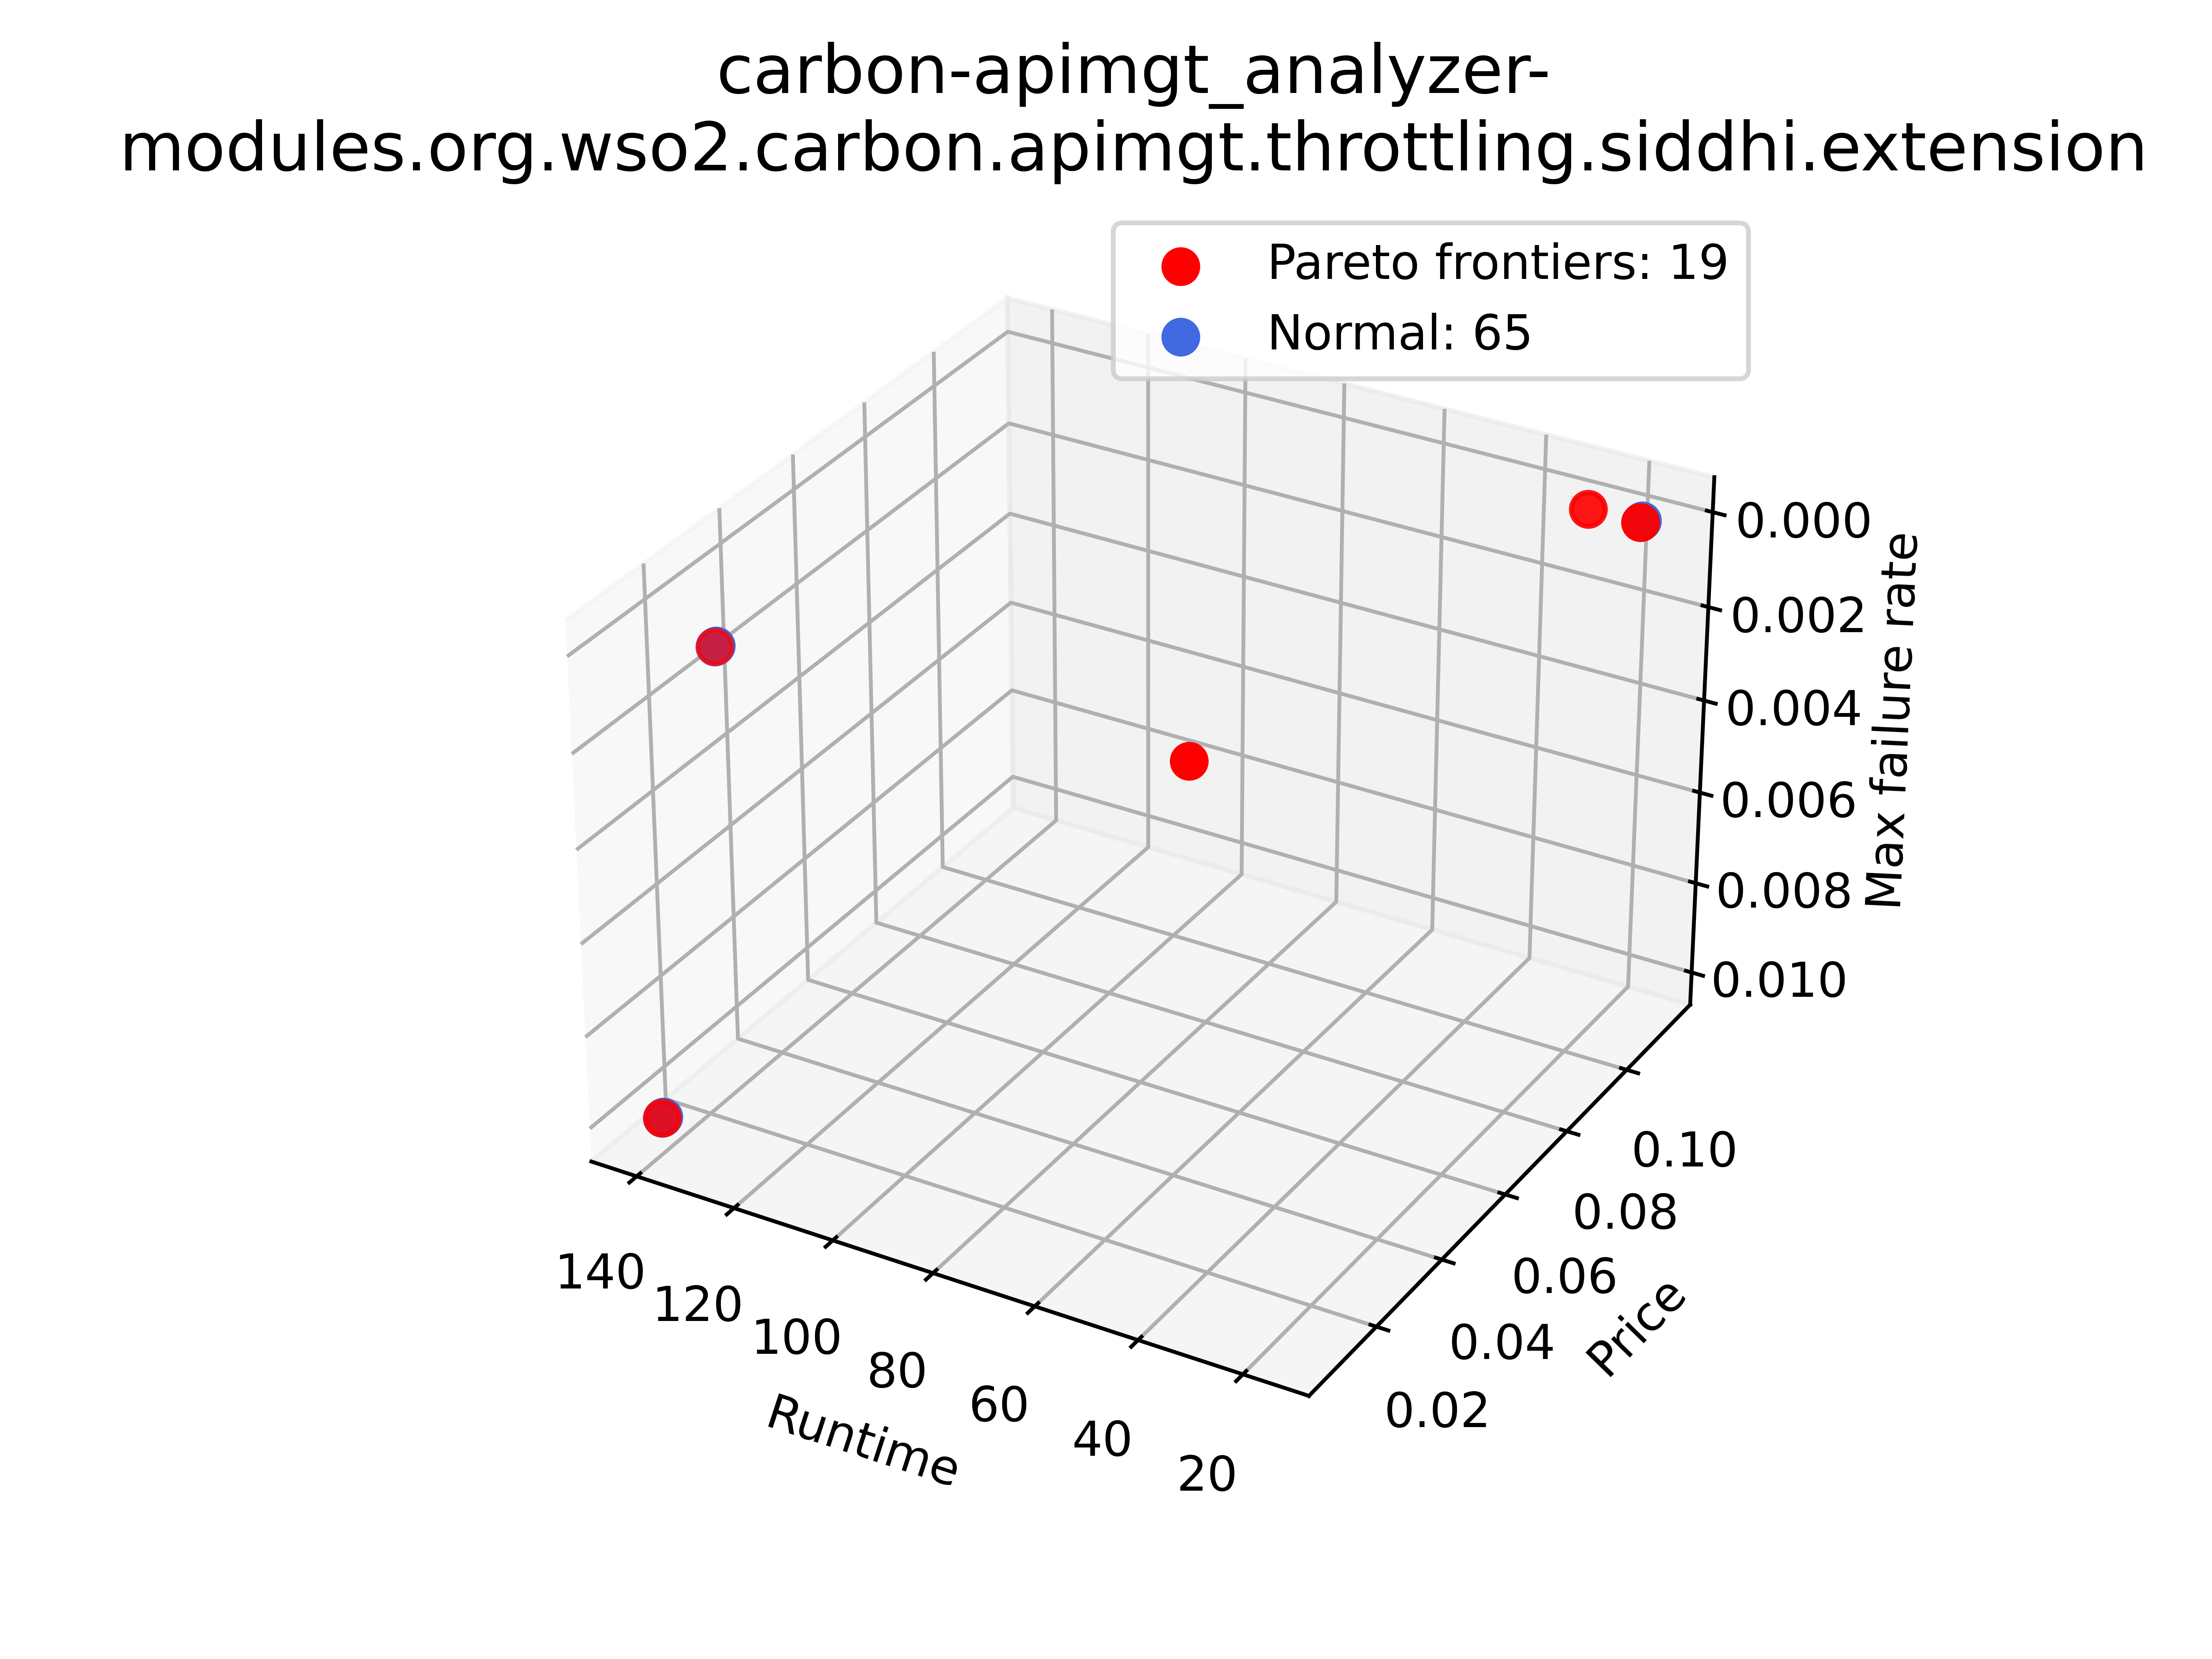 carbon-apimgt_analyzer-
modules.org.wso2.carbon.apimgt.throttling.siddhi.extension
Pareto frontiers: 19
Normal: 65
0.000
0.002
0.004
0.006
0.008
0.010
Max failure rate
0.10
0.08
0.06
0.04
0.02
Price
140
120
100
80
60
40
20
Runtime